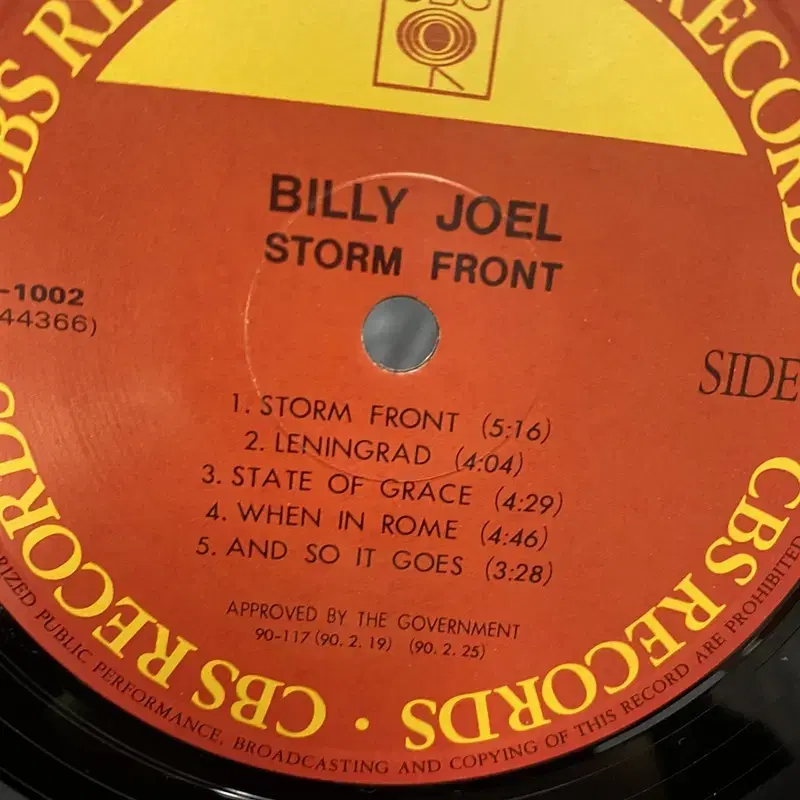 CBS RECORDS
BILLY JOEL
STORM FRONT
-1002
44366)
SIDE
1. STORM FRONT (5:16)
2. LENINGRAD (4:04)
3. STATE OF GRACE (4:29)
4. WHEN IN ROME (4:46)
5. AND SO IT GOES (3:28)
APPROVED BY THE GOVERNMENT
90-117 (90. 2. 19) (90. 2. 25)
CBS RECORDS · CBS RECORDS
RIZED PUBLIC PERFORMANCE, BROADCASTING AND COPYING OF THIS RECORD ARE PROHIBITED